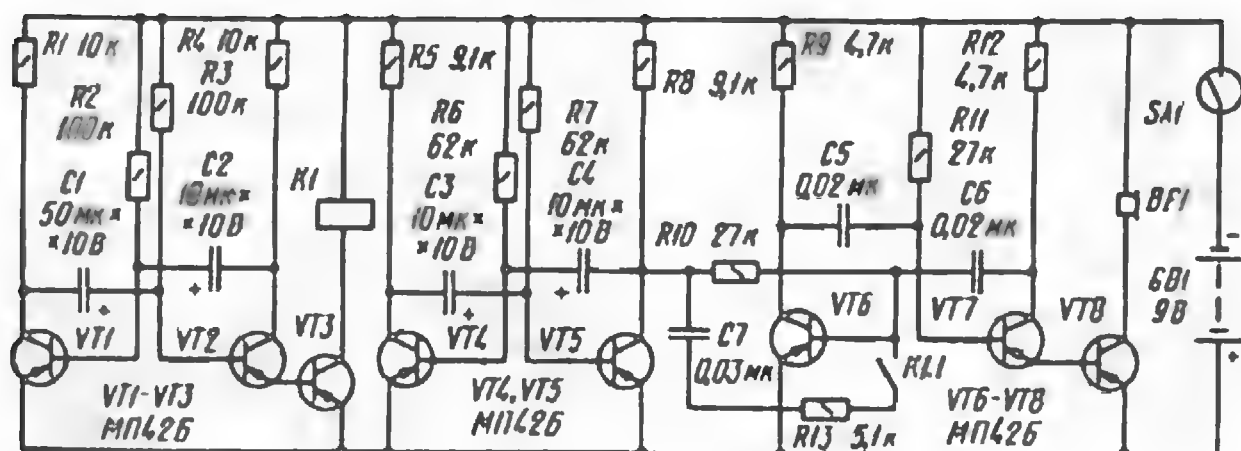 R1 10к
R2
100к
C1
50мк×
×10В
R4 10к
R3
100к
C2
10мк×
×10В
К1
VT1
VT2
VT3
VT1-VT3
МП42Б
R5 9,1к
R6
62к
C3
10мк×
×10В
R7
62к
C4
10мк×
×10В
R8 9,1к
VT4
VT5
VT4, VT5
МП42Б
R10 27к
C7
0,03мк
R9 4,7к
C5
0,02мк
VT6
К1.1
R13 5,1к
R12
4,7к
R11
27к
C6
0,02мк
VT7
VT8
VT6-VT8
МП42Б
SA1
BF1
GB1
9В